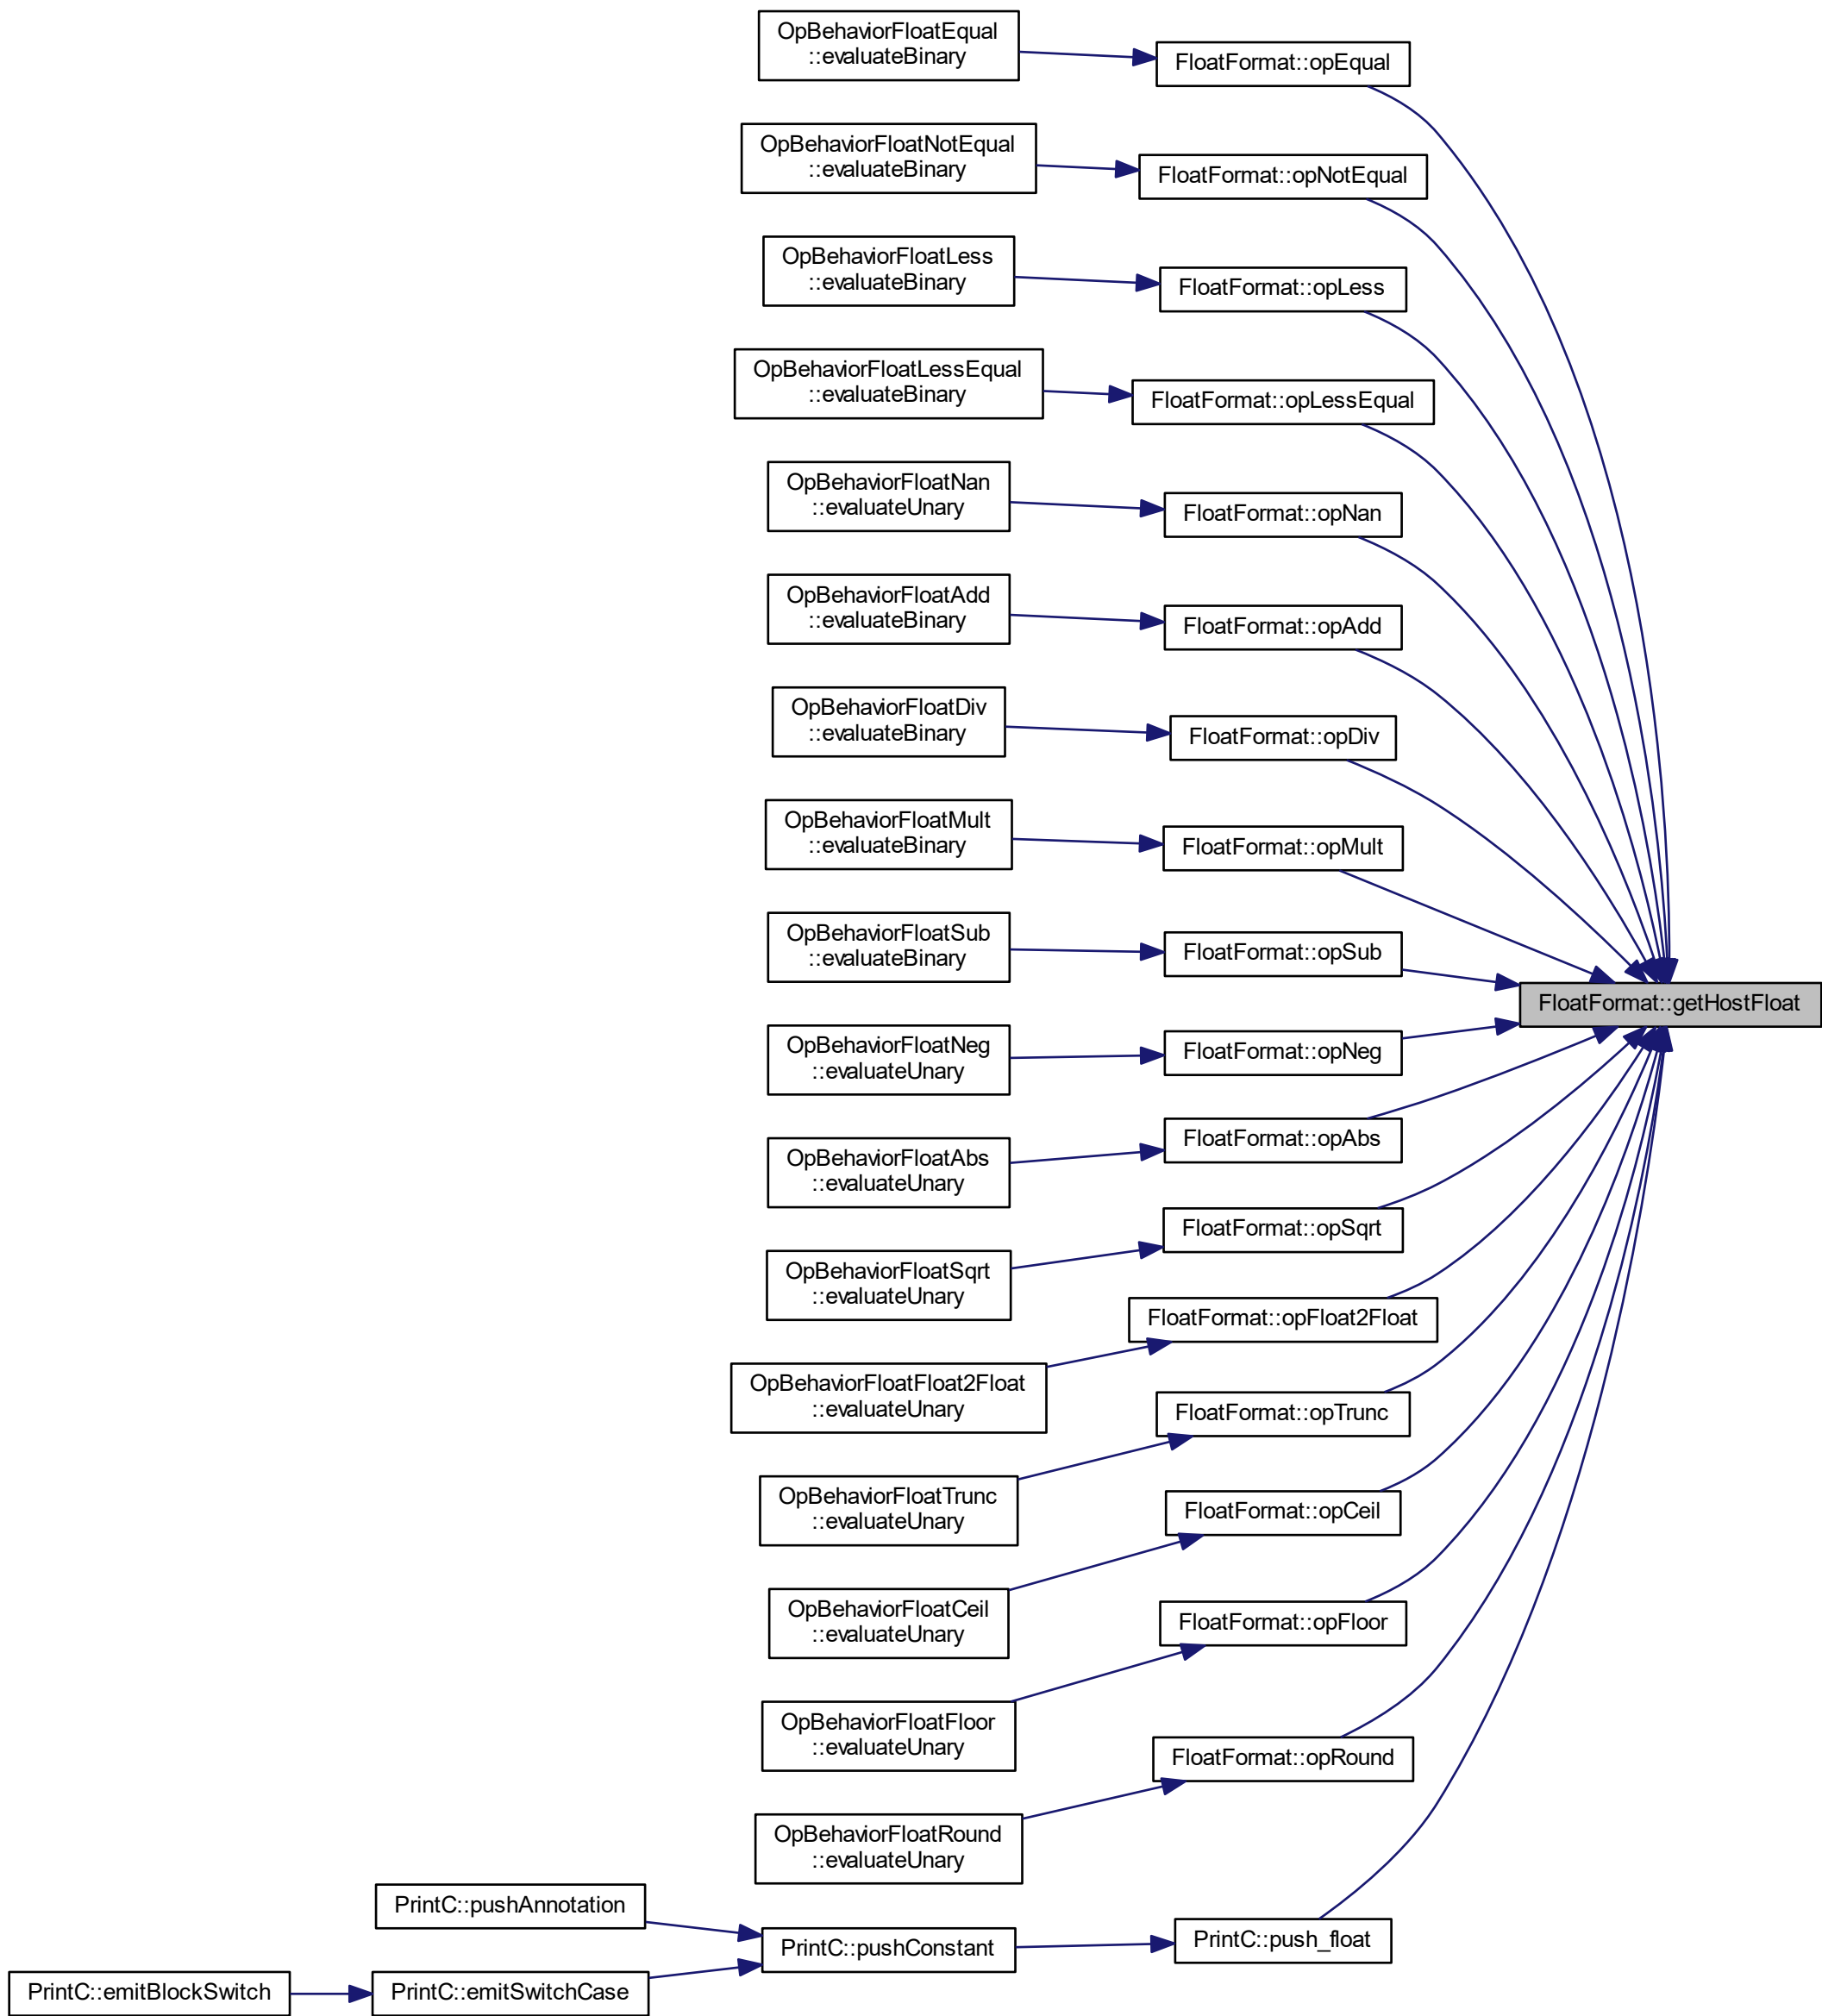 OpBehaviorFloatEqual
::evaluateBinary
FloatFormat::opEqual
OpBehaviorFloatNotEqual
::evaluateBinary
FloatFormat::opNotEqual
OpBehaviorFloatLess
::evaluateBinary
FloatFormat::opLess
OpBehaviorFloatLessEqual
::evaluateBinary
FloatFormat::opLessEqual
OpBehaviorFloatNan
::evaluateUnary
FloatFormat::opNan
OpBehaviorFloatAdd
::evaluateBinary
FloatFormat::opAdd
OpBehaviorFloatDiv
::evaluateBinary
FloatFormat::opDiv
OpBehaviorFloatMult
::evaluateBinary
FloatFormat::opMult
OpBehaviorFloatSub
::evaluateBinary
FloatFormat::opSub
FloatFormat::getHostFloat
OpBehaviorFloatNeg
::evaluateUnary
FloatFormat::opNeg
OpBehaviorFloatAbs
::evaluateUnary
FloatFormat::opAbs
OpBehaviorFloatSqrt
::evaluateUnary
FloatFormat::opSqrt
OpBehaviorFloatFloat2Float
::evaluateUnary
FloatFormat::opFloat2Float
OpBehaviorFloatTrunc
::evaluateUnary
FloatFormat::opTrunc
OpBehaviorFloatCeil
::evaluateUnary
FloatFormat::opCeil
OpBehaviorFloatFloor
::evaluateUnary
FloatFormat::opFloor
OpBehaviorFloatRound
::evaluateUnary
FloatFormat::opRound
PrintC::pushAnnotation
PrintC::pushConstant
PrintC::push_float
PrintC::emitBlockSwitch
PrintC::emitSwitchCase